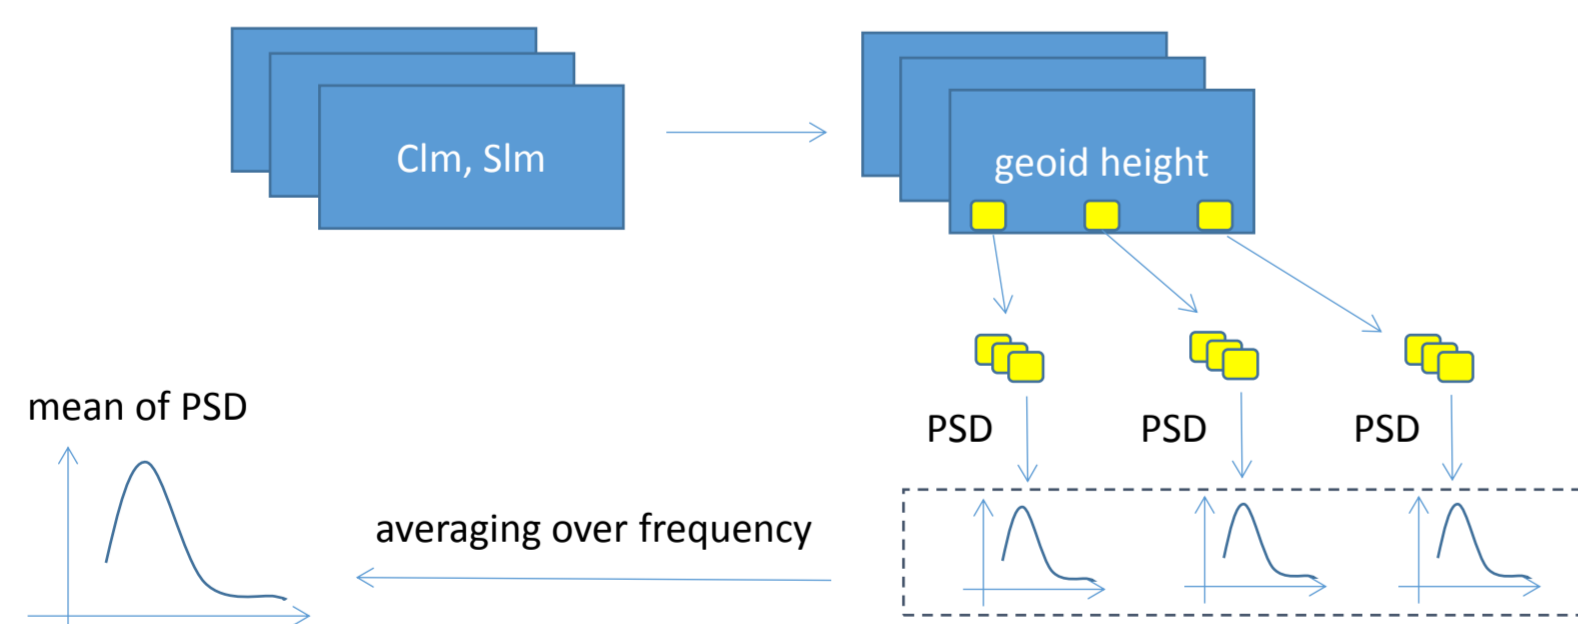 Clm, Slm
geoid height
PSD
PSD
PSD
mean of PSD
averaging over frequency